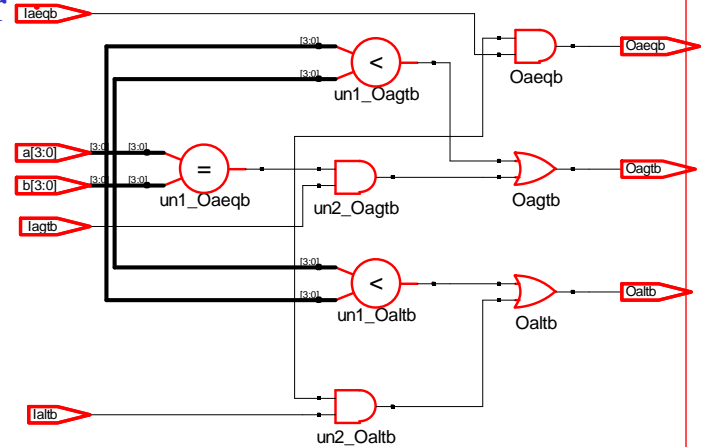 Iaeqb
[3:0]
<
[3:0]
un1_Oagtb
Oaeqb
Oaeqb
a[3:0]
[3:0]
[3:0]
b[3:0]
[3:0]
[3:0]
=
un1_Oaeqb
un2_Oagtb
Oagtb
Oagtb
Iagtb
[3:0]
<
[3:0]
un1_Oaltb
Oaltb
Oaltb
Ialtb
un2_Oaltb